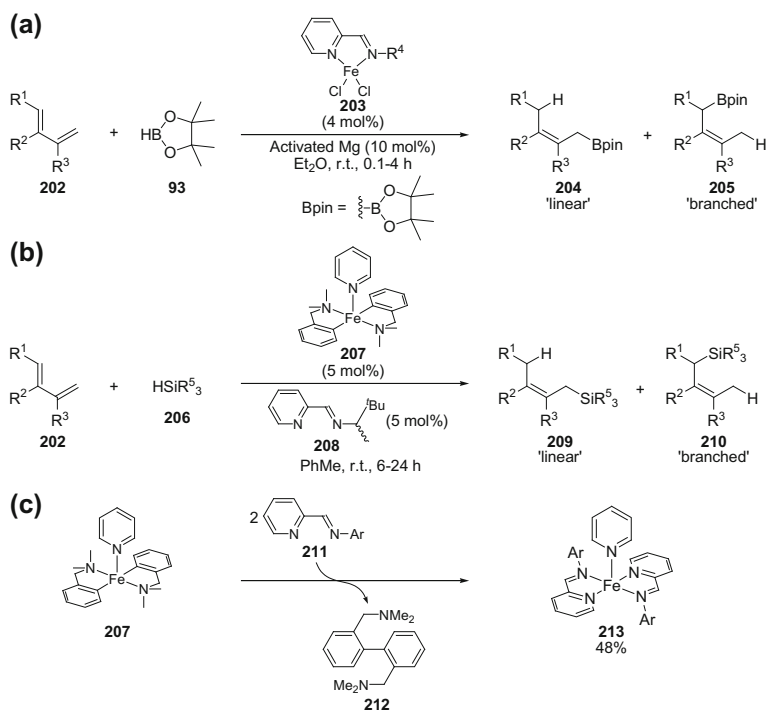 (a)
R¹
R²
R³
202
+
HB
O
O
93
N
N
R⁴
Fe
Cl
Cl
203
(4 mol%)
Activated Mg (10 mol%)
Et₂O, r.t., 0.1-4 h
Bpin =
B
O
O
R¹
H
R²
R³
Bpin
204
'linear'
+
R¹
Bpin
R²
R³
H
205
'branched'
(b)
R¹
R²
R³
202
+
HSiR⁵₃
206
N
N
Fe
N
207
(5 mol%)
N
N
ᵗBu
(5 mol%)
208
PhMe, r.t., 6-24 h
R¹
H
R²
R³
SiR⁵₃
209
'linear'
+
R¹
SiR⁵₃
R²
R³
H
210
'branched'
(c)
N
N
Fe
N
207
2
N
N
Ar
211
NMe₂
Me₂N
212
Ar
N
N
N
Fe
N
N
Ar
213
48%